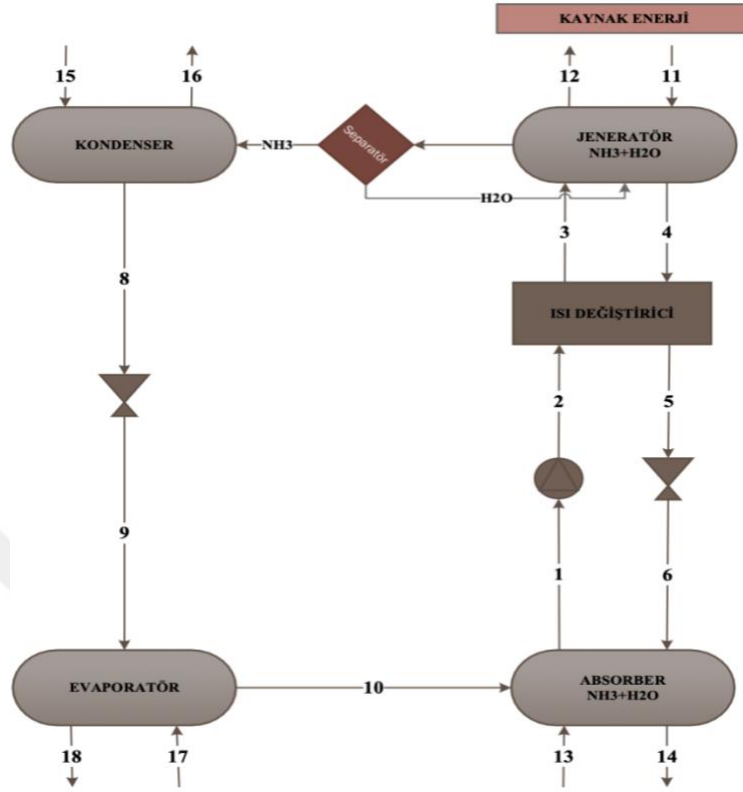 KAYNAK ENERJİ
15
16
12
11
KONDENSER
NH3
Separatör
JENERATÖR
NH3+H2O
H2O
3
4
8
ISI DEĞİŞTİRİCİ
2
5
9
1
6
EVAPORATÖR
10
ABSORBER
NH3+H2O
18
17
13
14